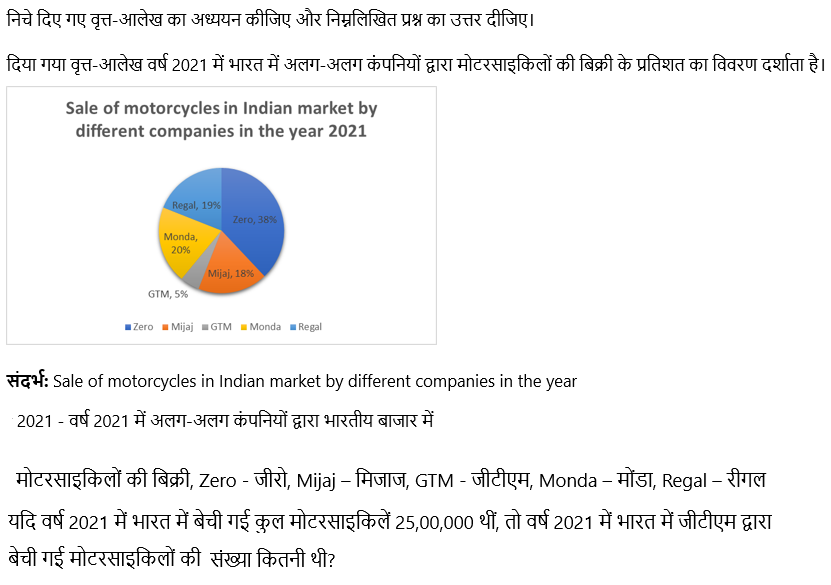 निचे दिए गए वृत्त-आलेख का अध्ययन कीजिए और निम्नलिखित प्रश्न का उत्तर दीजिए।
दिया गया वृत्त-आलेख वर्ष 2021 में भारत में अलग-अलग कंपनियों द्वारा मोटरसाइकिलों की बिक्री के प्रतिशत का विवरण दर्शाता है।
Sale of motorcycles in Indian market by
different companies in the year 2021
Regal, 19%
Zero, 38%
Monda,
20%
Mijaj, 18%
GTM, 5%
Zero Mijaj GTM Monda Regal
संदर्भ: Sale of motorcycles in Indian market by different companies in the year
2021 - वर्ष 2021 में अलग-अलग कंपनियों द्वारा भारतीय बाजार में
मोटरसाइकिलों की बिक्री, Zero - जीरो, Mijaj – मिजाज, GTM - जीटीएम, Monda – मोंडा, Regal – रीगल
यदि वर्ष 2021 में भारत में बेची गई कुल मोटरसाइकिलें 25,00,000 थीं, तो वर्ष 2021 में भारत में जीटीएम द्वारा
बेची गई मोटरसाइकिलों की संख्या कितनी थी?